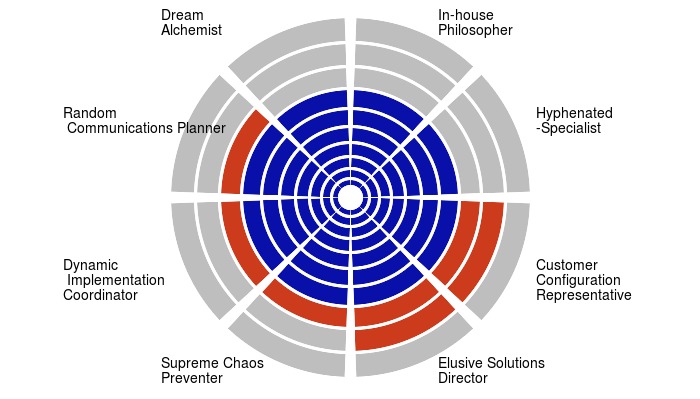 Dream
Alchemist
In-house
Philosopher
Random
Communications Planner
Hyphenated
-Specialist
Dynamic
Implementation
Coordinator
Customer
Configuration
Representative
Supreme Chaos
Preventer
Elusive Solutions
Director